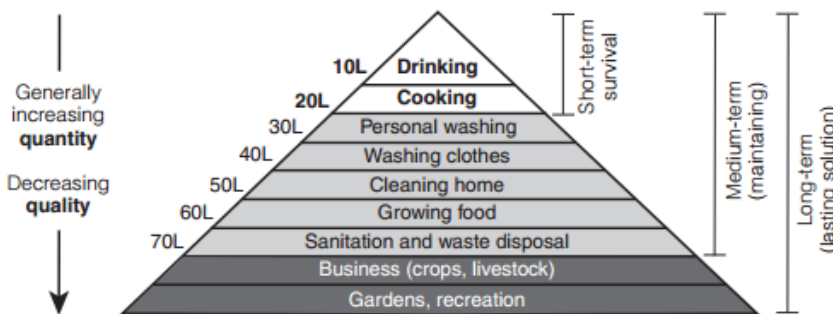 Generally
increasing
quantity
Decreasing
quality
10L Drinking
20L Cooking
30L Personal washing
40L Washing clothes
50L Cleaning home
60L Growing food
70L Sanitation and waste disposal
Business (crops, livestock)
Gardens, recreation
Short-term
survival
Medium-term
(maintaining)
Long-term
(lasting solution)